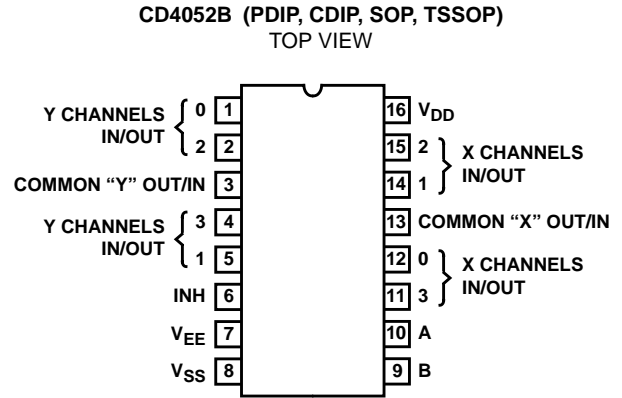 CD4052B (PDIP, CDIP, SOP, TSSOP)
TOP VIEW
Y CHANNELS
IN/OUT
0 1
2 2
COMMON “Y” OUT/IN 3
Y CHANNELS
IN/OUT
3 4
1 5
INH 6
VEE 7
VSS 8
16 VDD
15 2
14 1
X CHANNELS
IN/OUT
13 COMMON “X” OUT/IN
12 0
11 3
X CHANNELS
IN/OUT
10 A
9 B